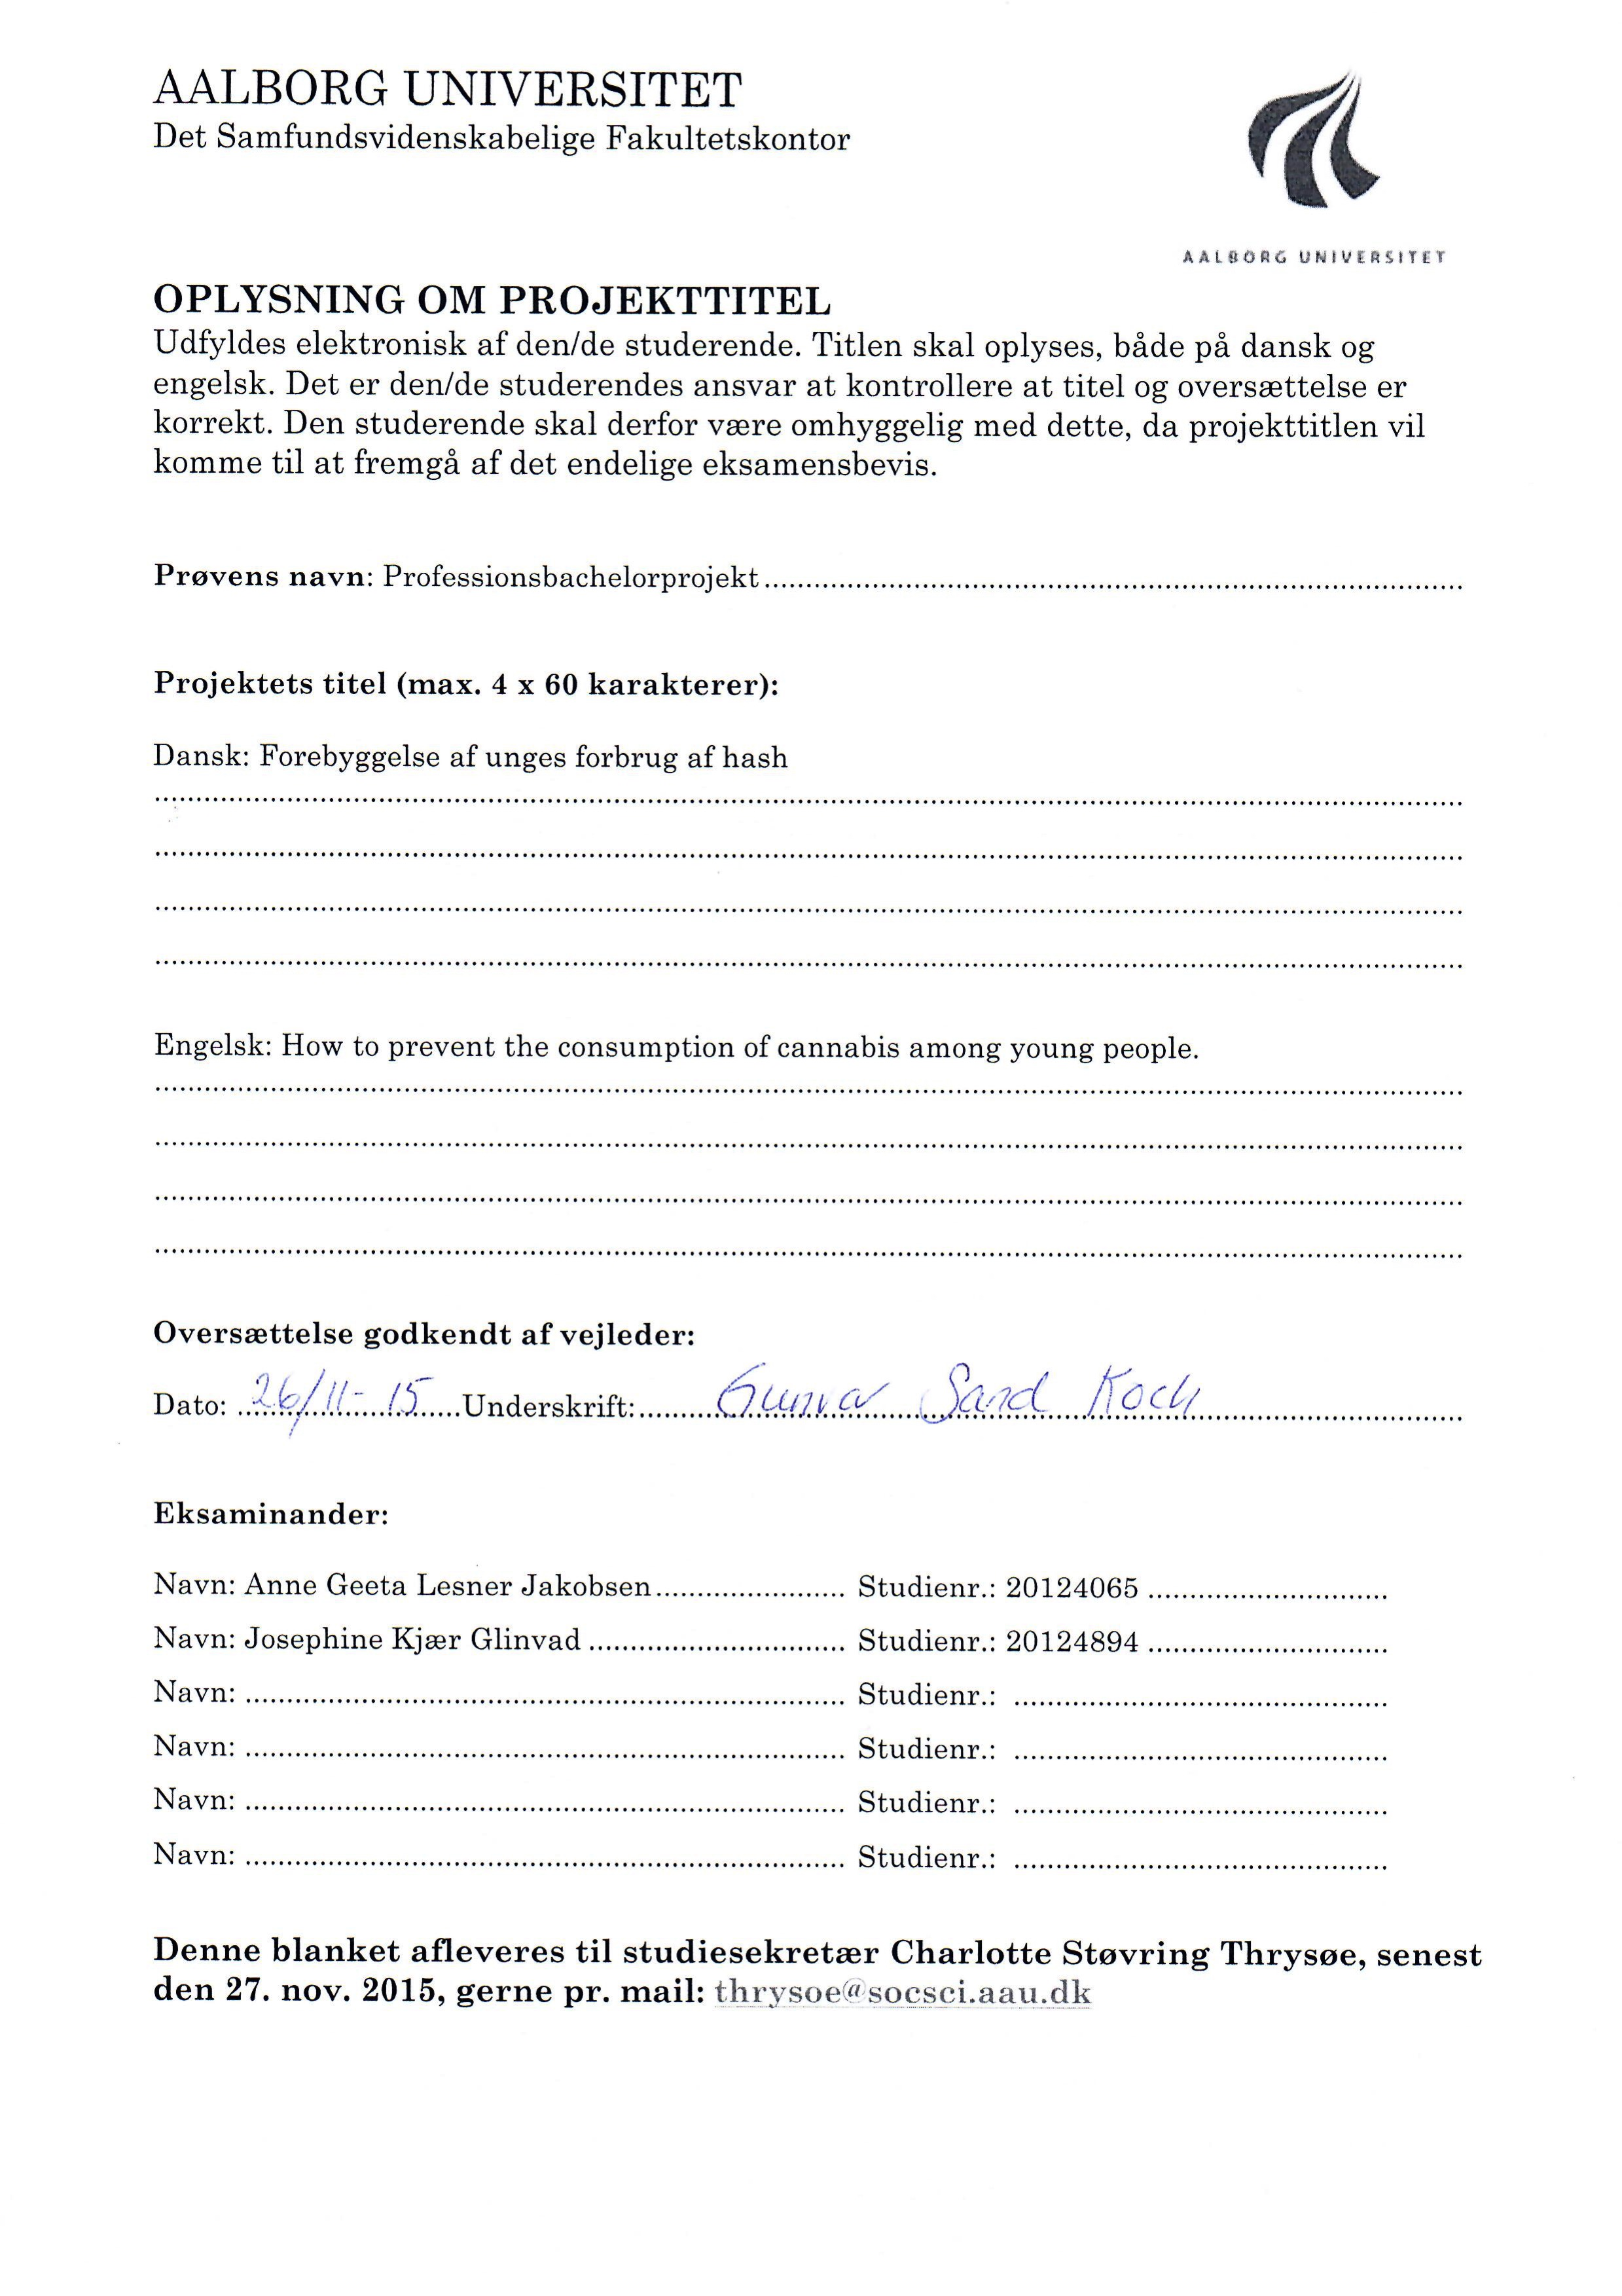 AALBORG UNIVERSITET
Det Samfundsvidenskabelige Fakultetskontor
AALBORG UNIVERSITET
OPLYSNING OM PROJEKTTITEL
Udfyldes elektronisk af den/de studerende. Titlen skal oplyses, både på dansk og
engelsk. Det er den/de studerendes ansvar at kontrollere at titel og oversættelse er
korrekt. Den studerende skal derfor være omhyggelig med dette, da projekttitlen vil
komme til at fremgå af det endelige eksamensbevis.
Prøvens navn: Professionsbachelorprojekt
Projektets titel (max. 4 x 60 karakterer):
Dansk: Forebyggelse af unges forbrug af hash
Engelsk: How to prevent the consumption of cannabis among young people.
Oversættelse godkendt af vejleder:
Dato: 26/11-15 Underskrift: Gunvor Sand Koch
Eksaminander:
Navn: Anne Geeta Lesner Jakobsen Studienr.: 20124065
Navn: Josephine Kjær Glinvad Studienr.: 20124894
Navn: Studienr.:
Navn: Studienr.:
Navn: Studienr.:
Navn: Studienr.:
Denne blanket afleveres til studiesekretær Charlotte Støvring Thrysøe, senest
den 27. nov. 2015, gerne pr. mail: thrysoe@socsci.aau.dk